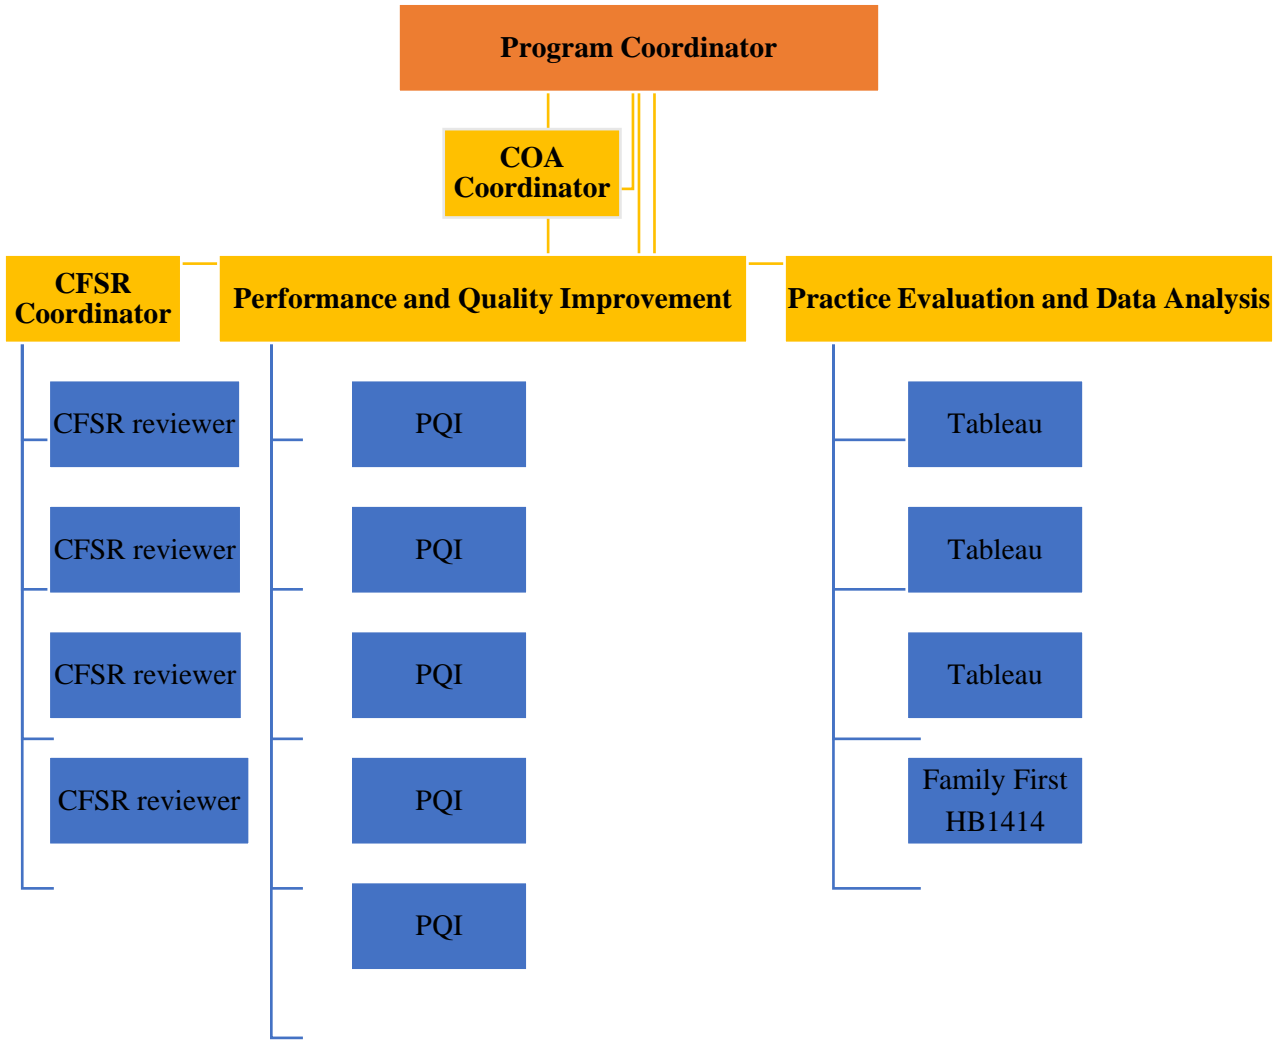 Program Coordinator
COA
Coordinator
CFSR
Coordinator
Performance and Quality Improvement
Practice Evaluation and Data Analysis
CFSR reviewer
CFSR reviewer
CFSR reviewer
CFSR reviewer
PQI
PQI
PQI
PQI
PQI
Tableau
Tableau
Tableau
Family First
HB1414